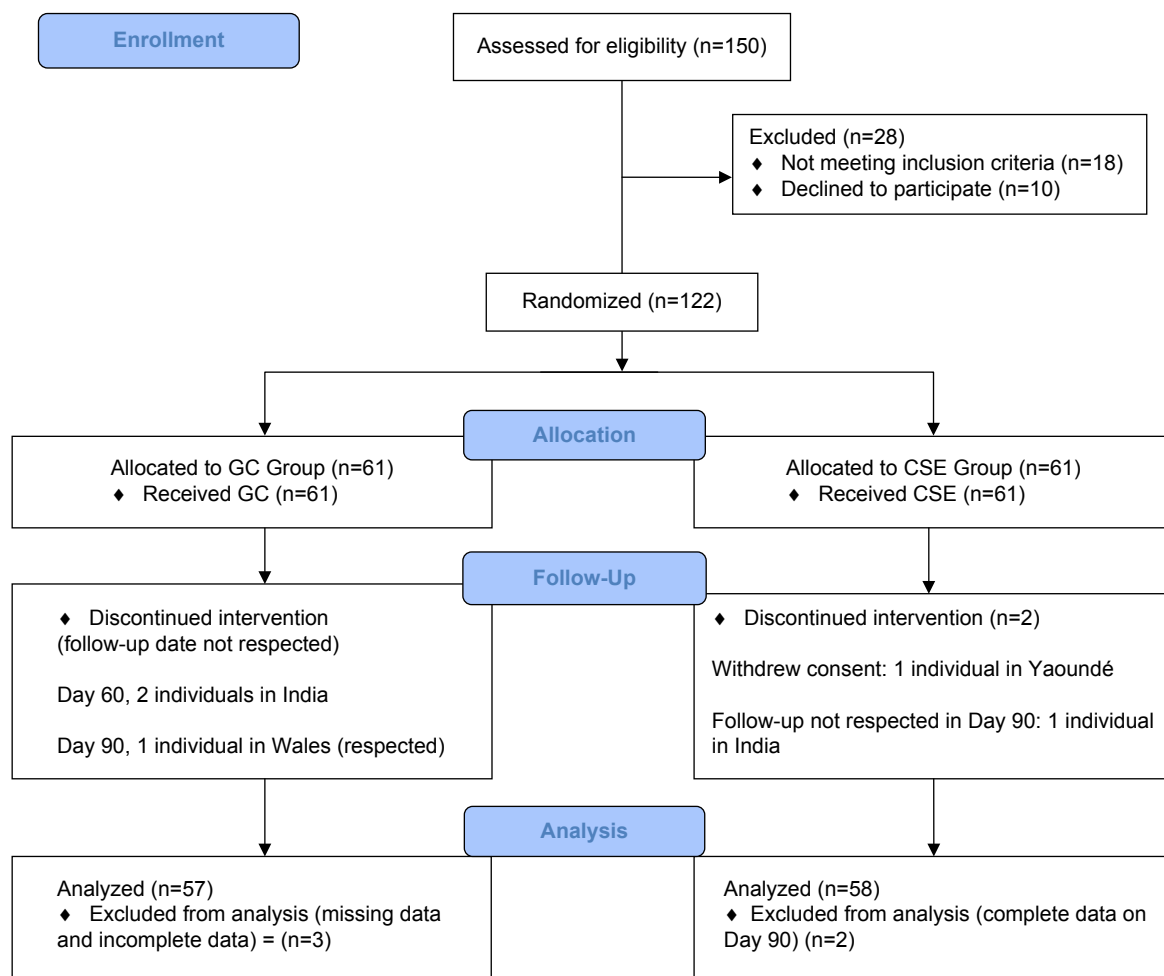 Enrollment
Assessed for eligibility (n=150)
Excluded (n=28)
♦ Not meeting inclusion criteria (n=18)
♦ Declined to participate (n=10)
Randomized (n=122)
Allocation
Allocated to GC Group (n=61)
♦ Received GC (n=61)
Allocated to CSE Group (n=61)
♦ Received CSE (n=61)
Follow-Up
♦ Discontinued intervention
(follow-up date not respected)
Day 60, 2 individuals in India
Day 90, 1 individual in Wales (respected)
♦ Discontinued intervention (n=2)
Withdrew consent: 1 individual in Yaoundé
Follow-up not respected in Day 90: 1 individual
in India
Analysis
Analyzed (n=57)
♦ Excluded from analysis (missing data
and incomplete data) = (n=3)
Analyzed (n=58)
♦ Excluded from analysis (complete data on
Day 90) (n=2)